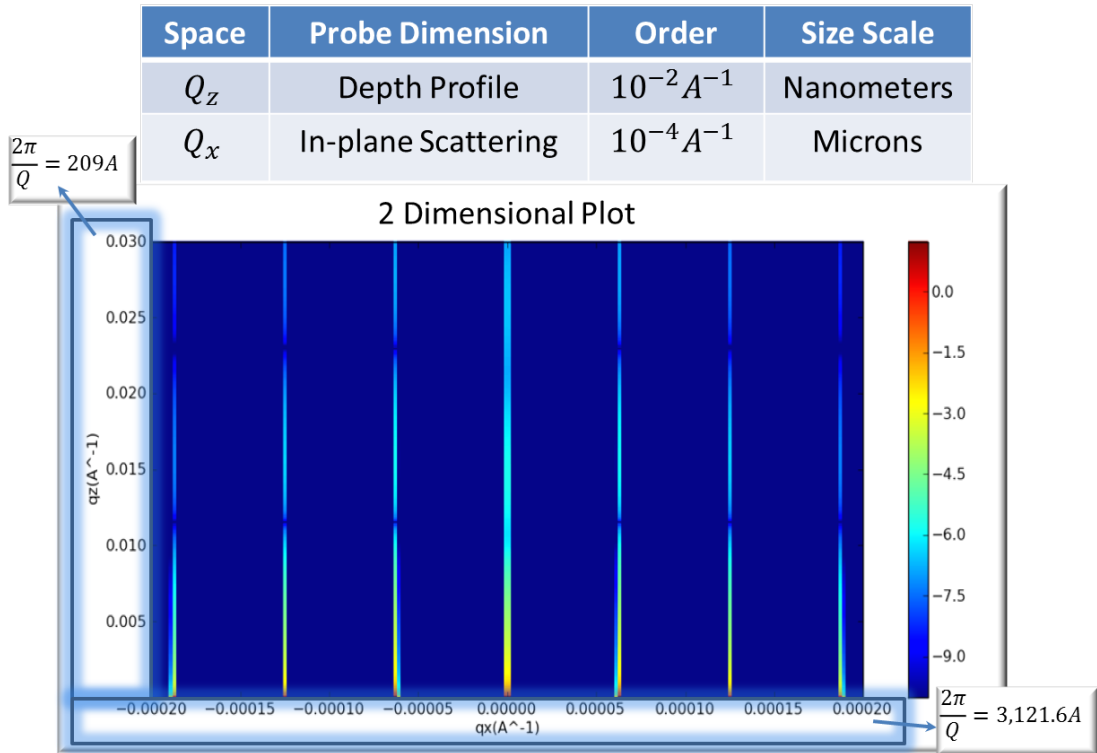 Space Probe Dimension Order Size Scale
Q_z Depth Profile 10^{-2}A^{-1} Nanometers
Q_x In-plane Scattering 10^{-4}A^{-1} Microns
2π/Q = 209A
2 Dimensional Plot
0.030
0.025
0.020
0.015
0.010
0.005
qz(A^-1)
0.0
−1.5
−3.0
−4.5
−6.0
−7.5
−9.0
−0.00020 −0.00015 −0.00010 −0.00005 0.00000 0.00005 0.00010 0.00015 0.00020
qx(A^-1)
2π/Q = 3,121.6A